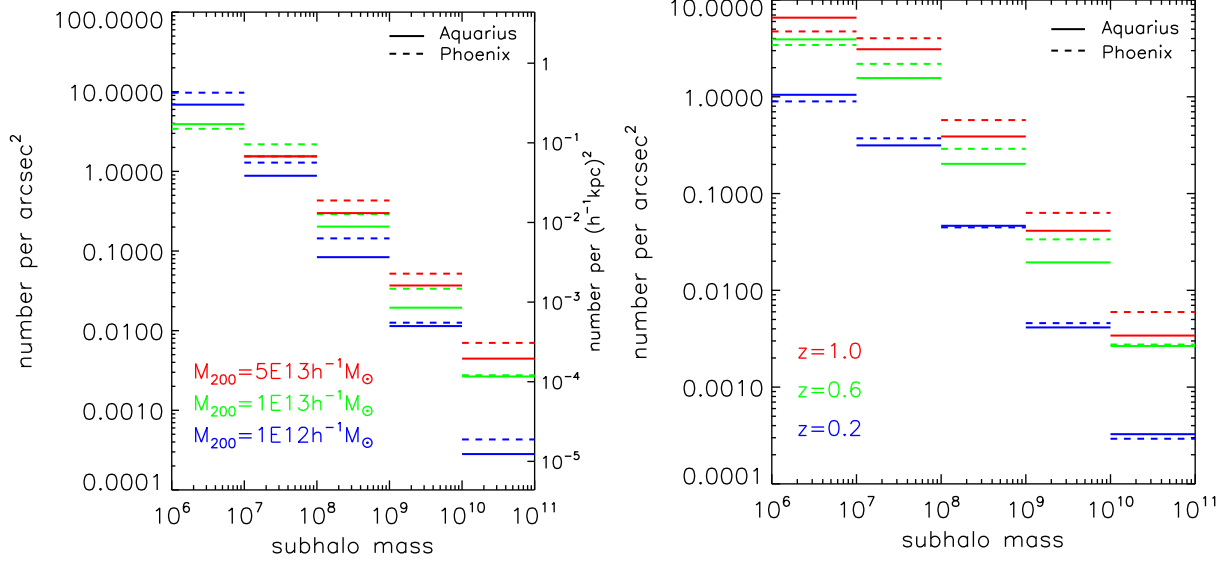 100.0000
10.0000
1.0000
0.1000
0.0100
0.0010
0.0001
number per arcsec²
Aquarius
Phoenix
1
10⁻¹
10⁻²
10⁻³
10⁻⁴
10⁻⁵
number per (h⁻¹kpc)²
M₂₀₀=5E13h⁻¹M☉
M₂₀₀=1E13h⁻¹M☉
M₂₀₀=1E12h⁻¹M☉
10⁶ 10⁷ 10⁸ 10⁹ 10¹⁰ 10¹¹
subhalo mass
10.0000
1.0000
0.1000
0.0100
0.0010
0.0001
number per arcsec²
Aquarius
Phoenix
z=1.0
z=0.6
z=0.2
10⁶ 10⁷ 10⁸ 10⁹ 10¹⁰ 10¹¹
subhalo mass